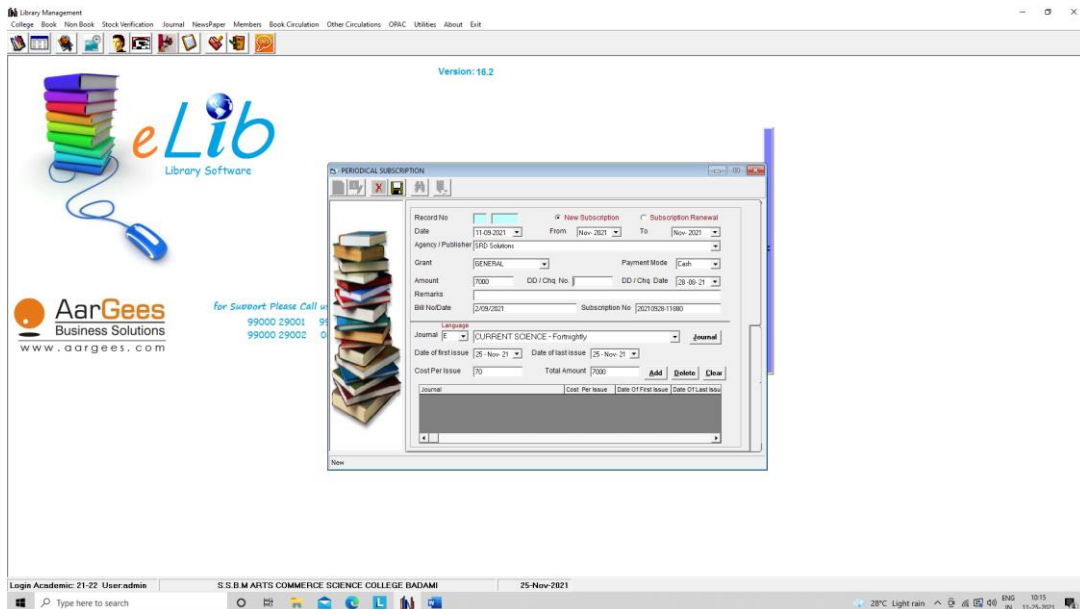 Library Management
College Book Non Book Stock Verification Journal NewsPaper Members Book Circulation Other Circulations OPAC Utilities About Exit
Version: 16.2
eLib
Library Software
PERIODICAL SUBSCRIPTION
Record No New Subscription Subscription Renewal
Date 11-09-2021 From Nov- 2021 To Nov- 2021
Agency / Publisher SRD Solutions
Grant GENERAL Payment Mode Cash
Amount 7000 DD / Chq No. DD / Chq Date 28-08-21
Remarks
Bill No/Date 2/09/2021 Subscription No 20210928-11880
Language
Journal E CURRENT SCIENCE - Fortnightly Journal
Date of first issue 25-Nov-21 Date of last issue 25-Nov-21
Cost Per Issue 70 Total Amount 7000 Add Delete Clear
Journal Cost Per Issue Date Of First Issue Date Of Last Issu
New
AarGees
Business Solutions
www.aargees.com
for Support Please Call u
99000 29001 9
99000 29002 0
Login Academic: 21-22 User:admin S.S.B.M ARTS COMMERCE SCIENCE COLLEGE BADAMI 25-Nov-2021
Type here to search 28°C Light rain ENG IN 10:15 11-25-2021